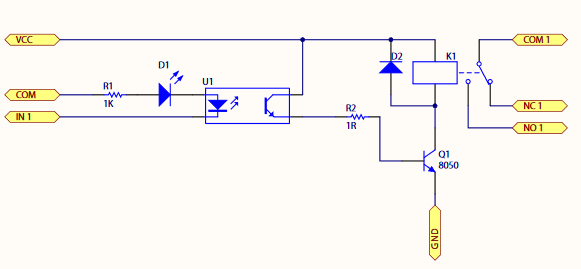 VCC
COM 1
D2
K1
D1
U1
COM
R1
1K
IN 1
R2
1R
NC 1
NO 1
Q1
8050
GND